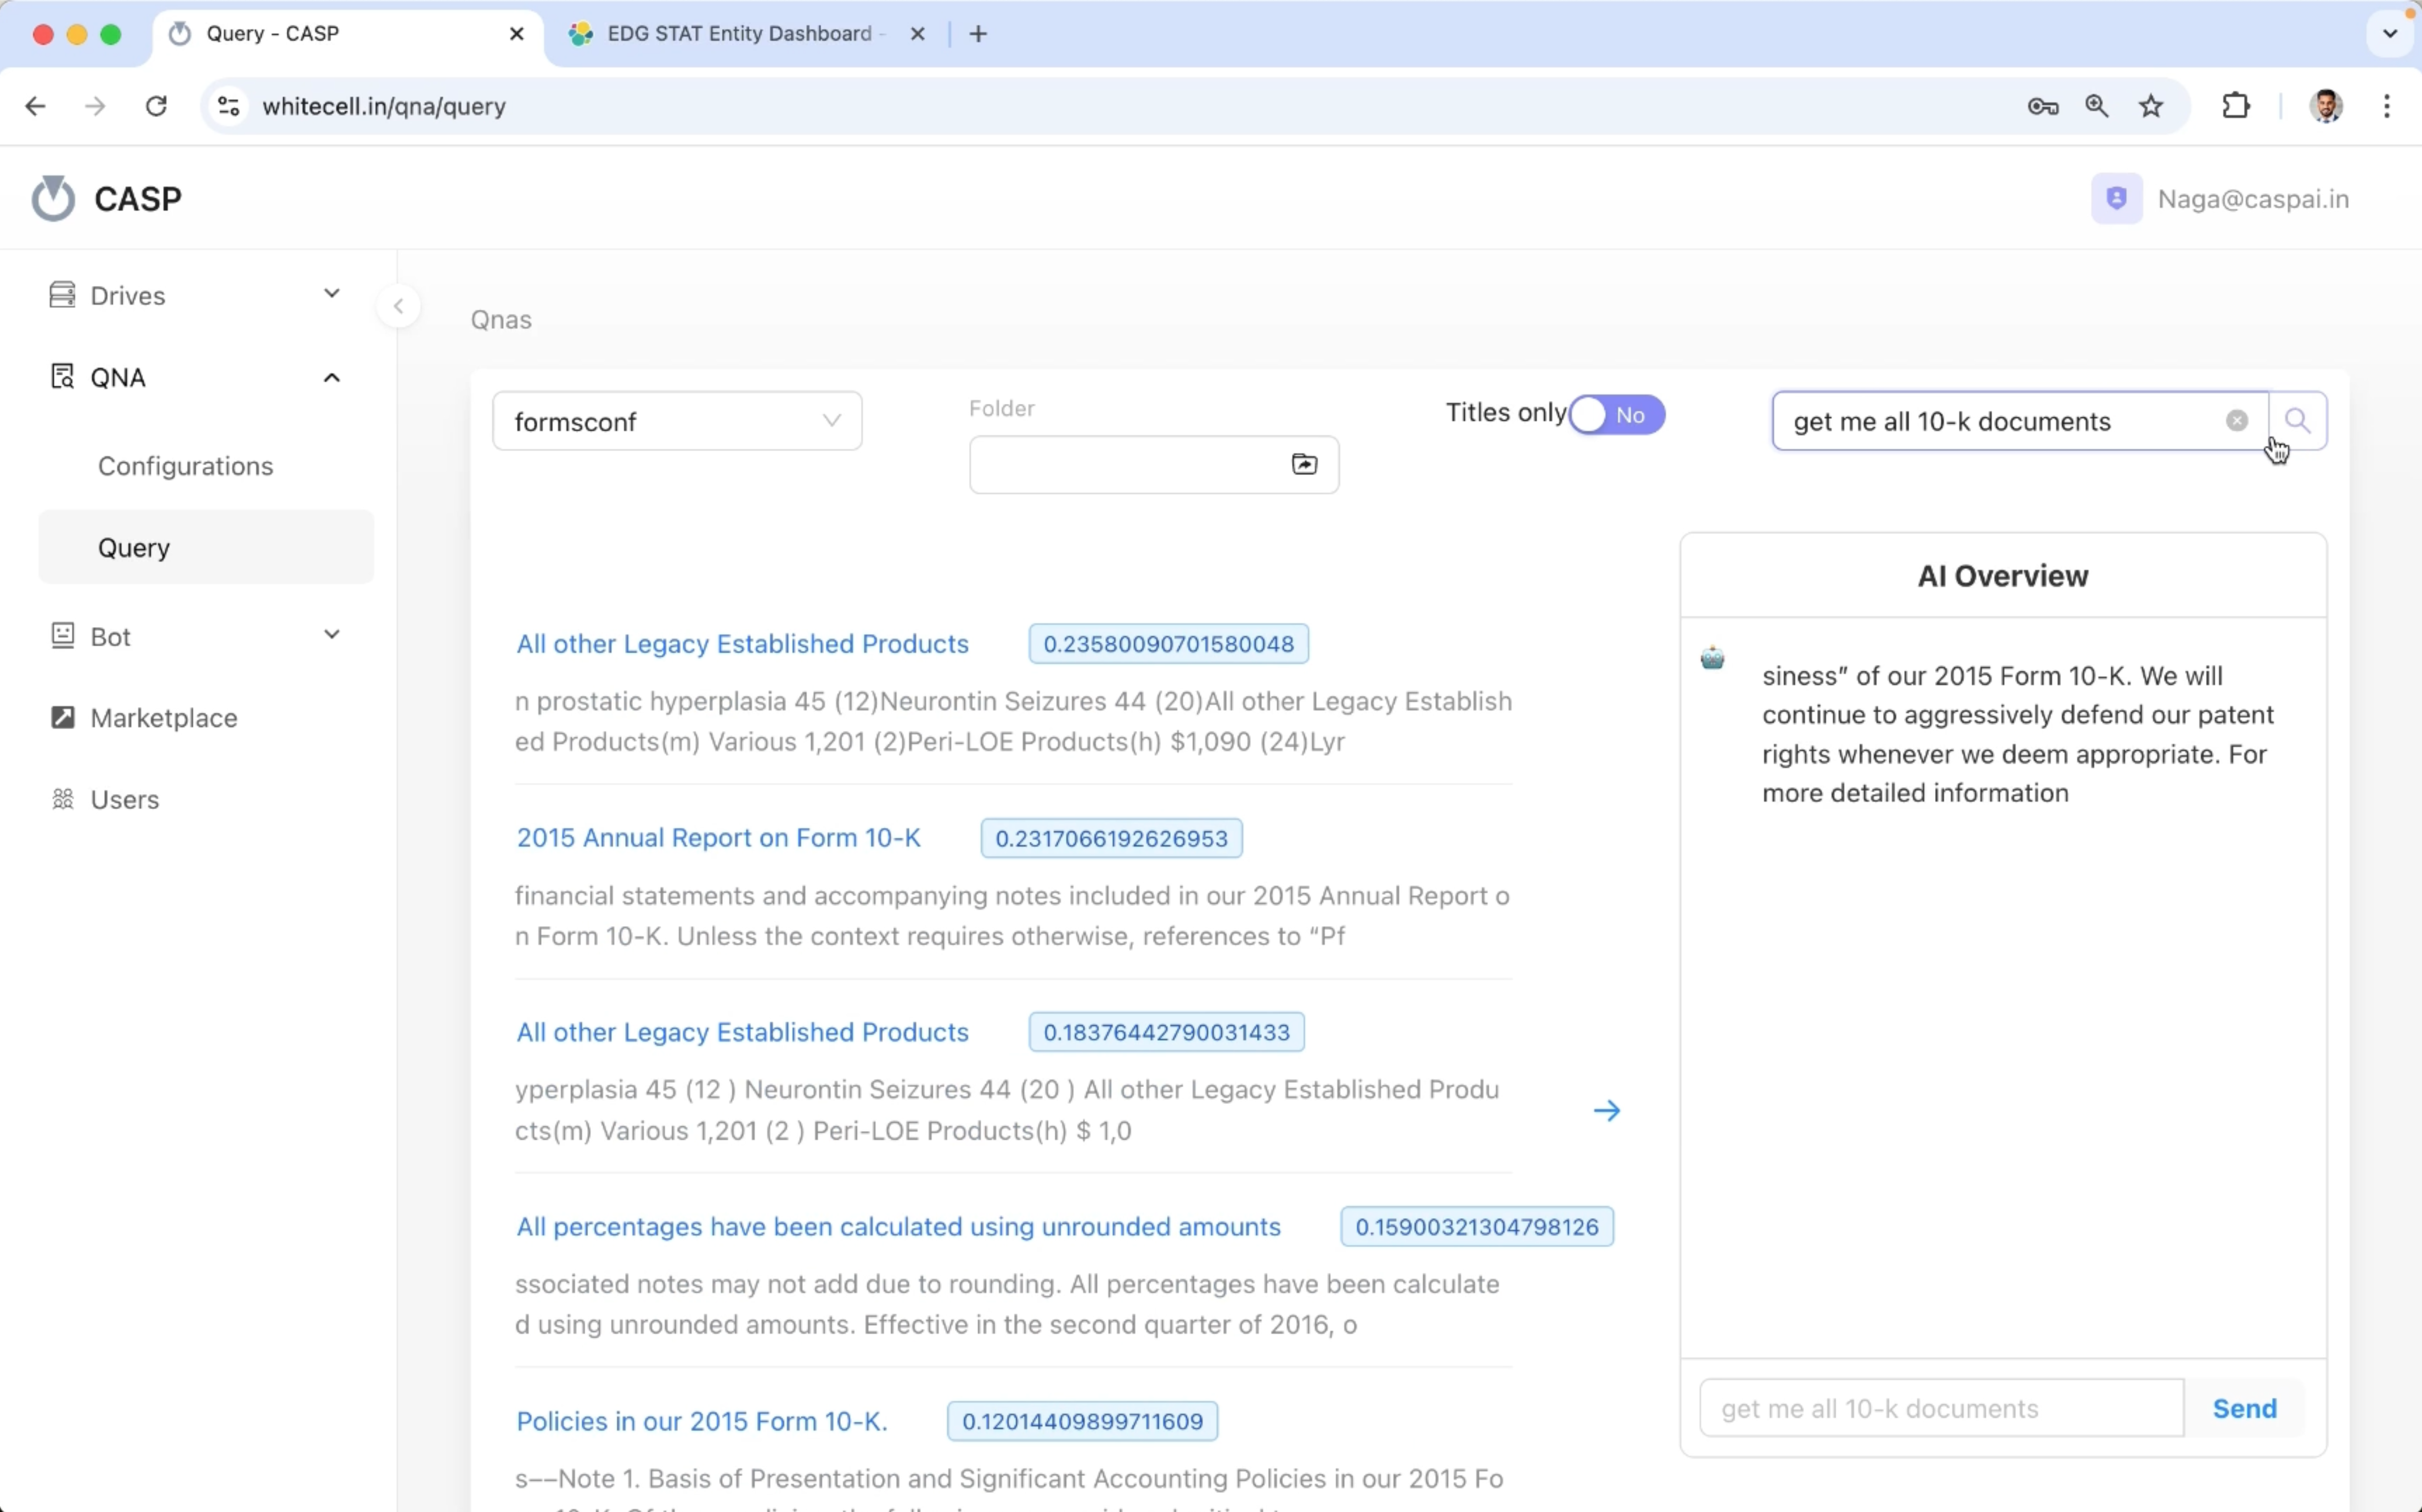 Query - CASP
EDG STAT Entity Dashboard -
whitecell.in/qna/query
CASP
Naga@caspai.in
Drives
QNA
Configurations
Query
Bot
Marketplace
Users
Qnas
formsconf
Folder
Titles only
No
get me all 10-k documents
All other Legacy Established Products
0.23580090701580048
n prostatic hyperplasia 45 (12)Neurontin Seizures 44 (20)All other Legacy Establish
ed Products(m) Various 1,201 (2)Peri-LOE Products(h) $1,090 (24)Lyr
2015 Annual Report on Form 10-K
0.2317066192626953
financial statements and accompanying notes included in our 2015 Annual Report o
n Form 10-K. Unless the context requires otherwise, references to “Pf
All other Legacy Established Products
0.18376442790031433
yperplasia 45 (12 ) Neurontin Seizures 44 (20 ) All other Legacy Established Produ
cts(m) Various 1,201 (2 ) Peri-LOE Products(h) $ 1,0
All percentages have been calculated using unrounded amounts
0.15900321304798126
ssociated notes may not add due to rounding. All percentages have been calculate
d using unrounded amounts. Effective in the second quarter of 2016, o
Policies in our 2015 Form 10-K.
0.12014409899711609
s––Note 1. Basis of Presentation and Significant Accounting Policies in our 2015 Fo
AI Overview
siness” of our 2015 Form 10-K. We will
continue to aggressively defend our patent
rights whenever we deem appropriate. For
more detailed information
get me all 10-k documents
Send